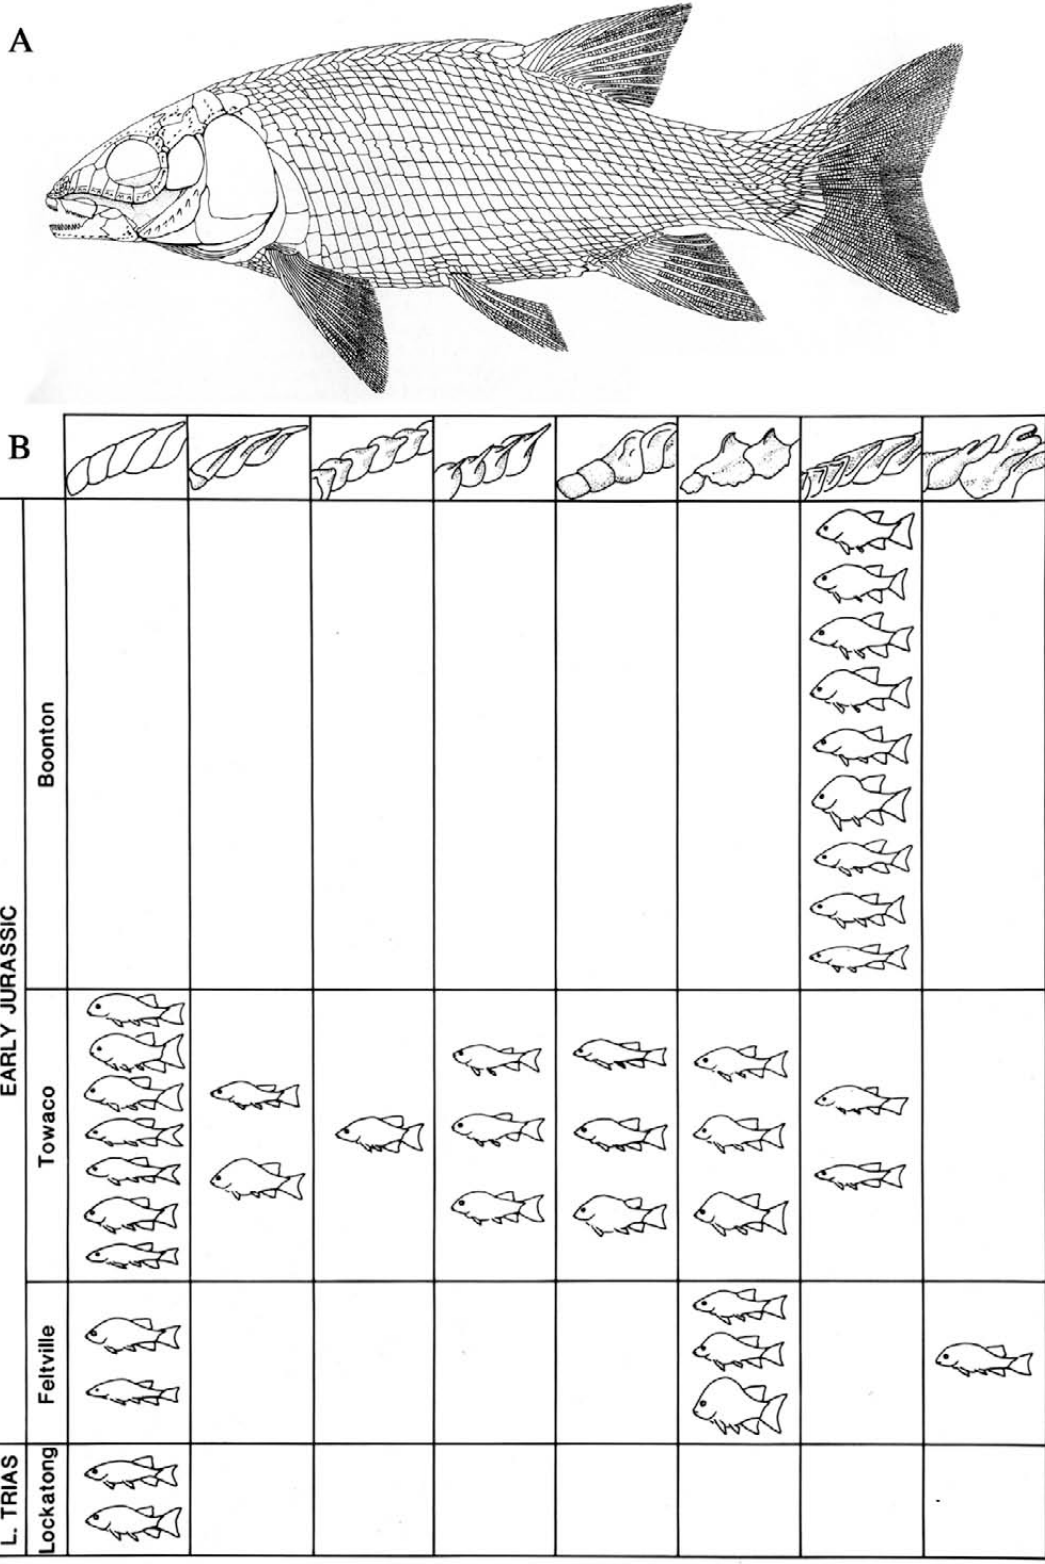 A
B
EARLY JURASSIC
Boonton
Towaco
Feltville
L. TRIAS
Lockatong